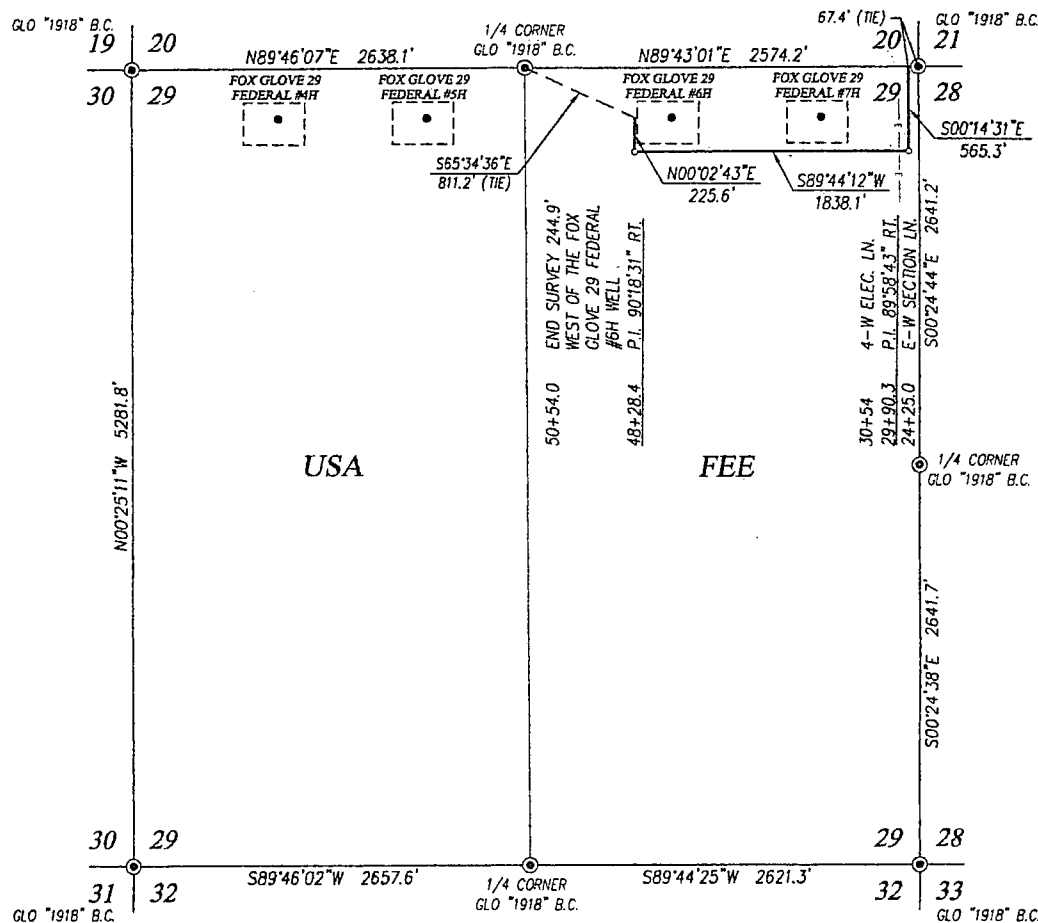 67.4' (TIE)
GLO "1918" B.C.
1/4 CORNER
GLO "1918" B.C.
GLO "1918" B.C.
19 20
20 21
N89°46'07"E 2638.1'
N89°43'01"E 2574.2'
30 29
29 28
FOX GLOVE 29
FEDERAL #4H
FOX GLOVE 29
FEDERAL #5H
FOX GLOVE 29
FEDERAL #6H
FOX GLOVE 29
FEDERAL #7H
S65°34'36"E
811.2' (TIE)
N00°02'43"E
225.6'
S89°44'12"W
1838.1'
S00°14'31"E
565.3'
50+54.0 END SURVEY 244.9'
WEST OF THE FOX
GLOVE 29 FEDERAL
#6H WELL
48+28.4 P.I. 90°18'31" RT.
30+54 4-W ELEC. LN.
29+90.3 P.I. 89°58'43" RT.
24+25.0 E-W SECTION LN.
S00°24'44"E 2641.2'
N00°25'11"W 5281.8'
USA
FEE
1/4 CORNER
GLO "1918" B.C.
S00°24'38"E 2641.7'
30 29
29 28
S89°46'02"W 2657.6'
S89°44'25"W 2621.3'
31 32
1/4 CORNER
GLO "1918" B.C.
32 33
GLO "1918" B.C.
GLO "1918" B.C.